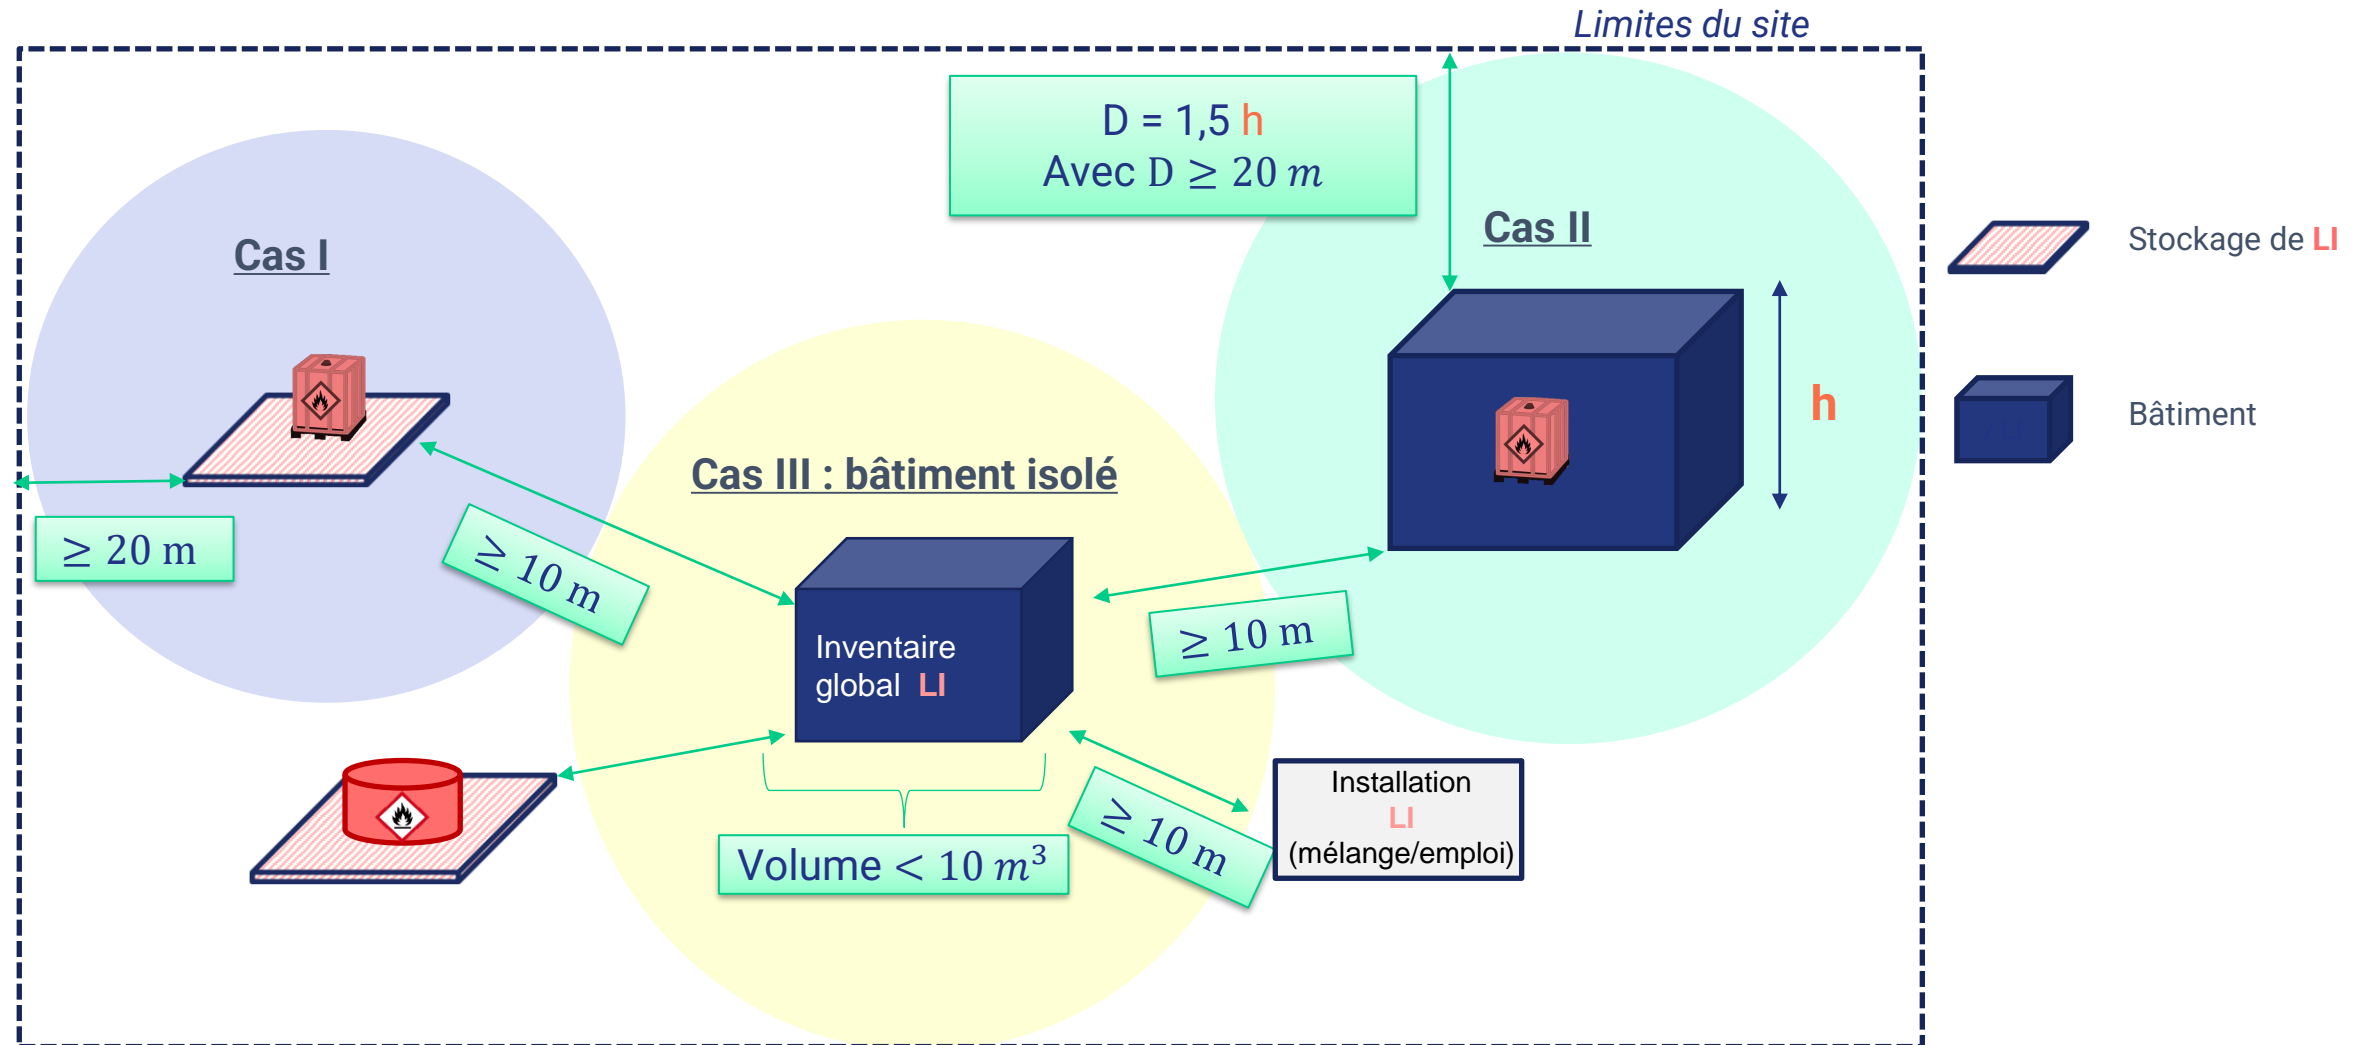 Limites du site
D = 1,5 h
Avec D ≥ 20 m
Cas I
Cas II
Stockage de LI
h
Bâtiment
Cas III : bâtiment isolé
≥ 20 m
≥ 10 m
≥ 10 m
Inventaire
global LI
Installation
LI
(mélange/emploi)
≥ 10 m
Volume < 10 m³